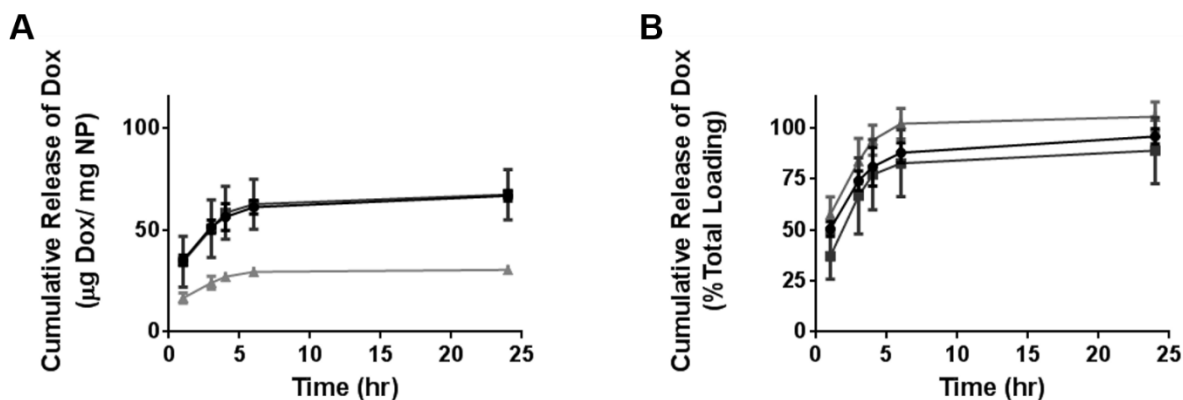 A
Cumulative Release of Dox
(µg Dox/ mg NP)
100
50
0
0 5 10 15 20 25
Time (hr)
B
Cumulative Release of Dox
(% Total Loading)
100
75
50
25
0
0 5 10 15 20 25
Time (hr)